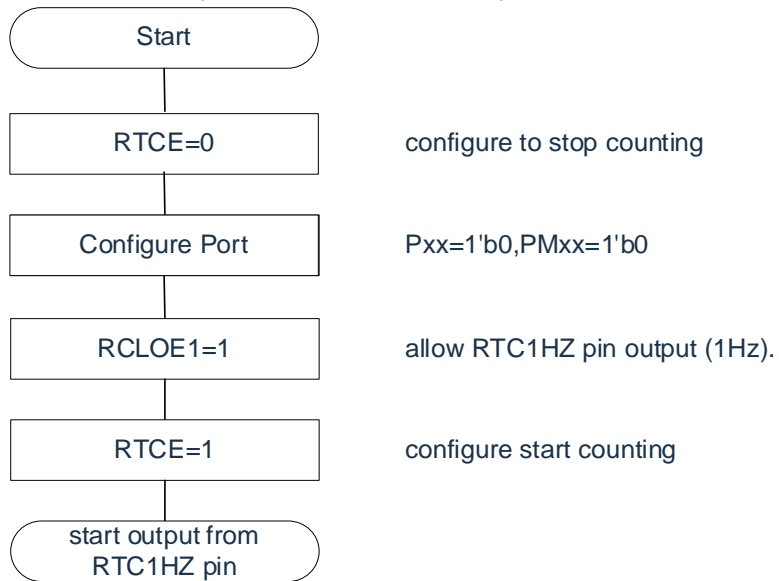 Start
RTCE=0
configure to stop counting
Configure Port
Pxx=1'b0,PMxx=1'b0
RCLOE1=1
allow RTC1HZ pin output (1Hz).
RTCE=1
configure start counting
start output from
RTC1HZ pin